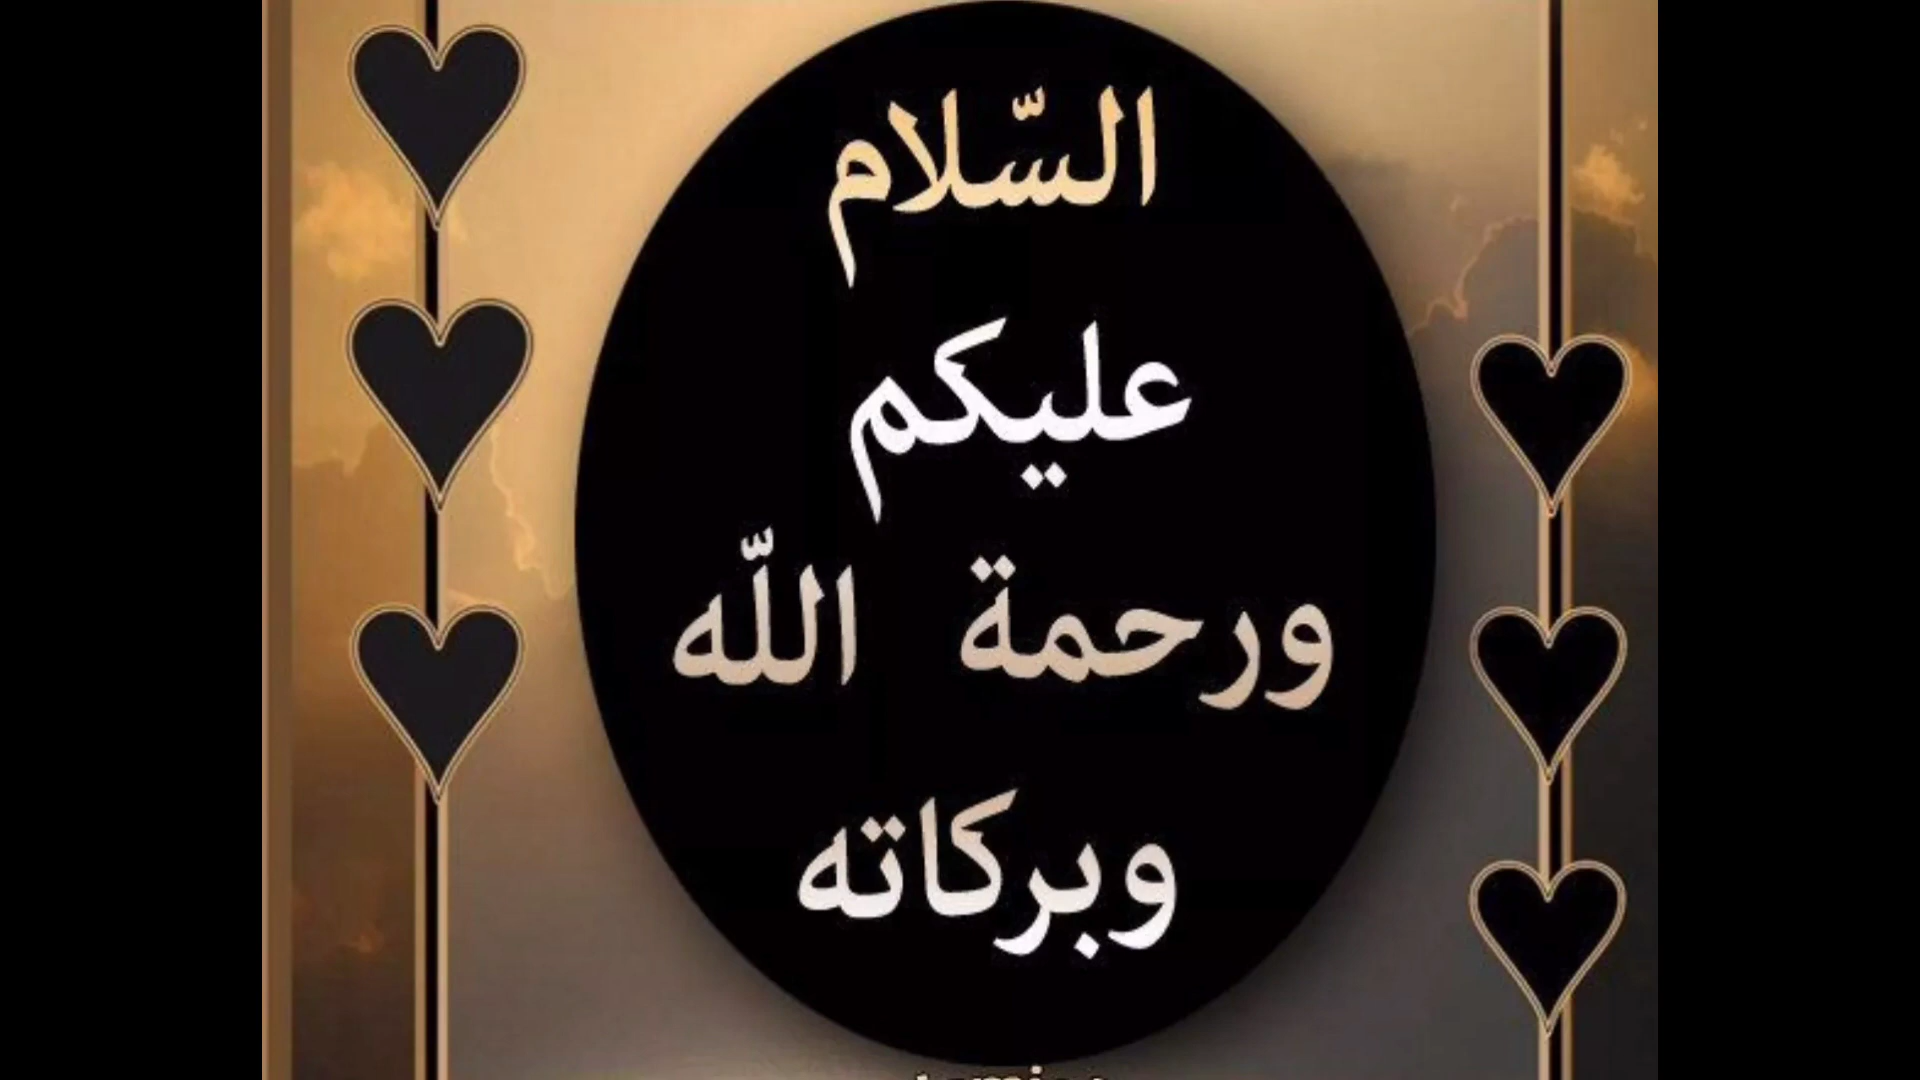 السّلام
عليكم
ورحمة اللّه
وبركاته